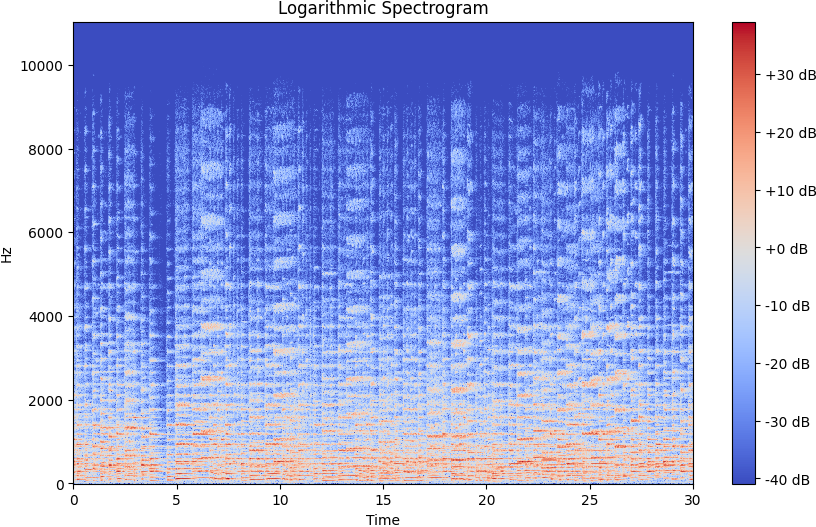 Logarithmic Spectrogram
10000
8000
6000
4000
2000
0
Hz
0 5 10 15 20 25 30
Time
+30 dB
+20 dB
+10 dB
+0 dB
-10 dB
-20 dB
-30 dB
-40 dB